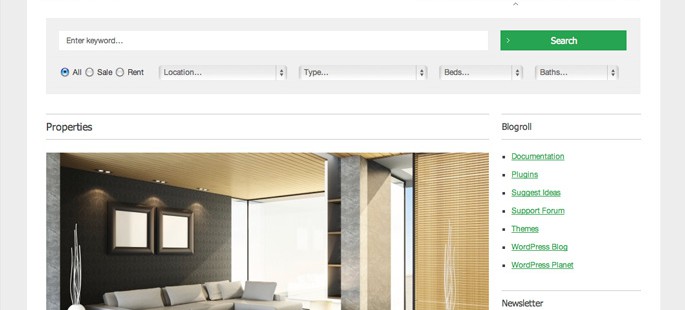 Enter keyword...
Search
All Sale Rent Location... Type... Beds... Baths...
Properties
Blogroll
Documentation
Plugins
Suggest Ideas
Support Forum
Themes
WordPress Blog
WordPress Planet
Newsletter